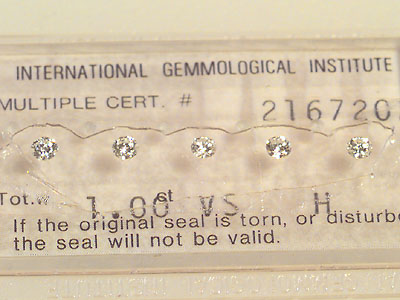 INTERNATIONAL GEMMOLOGICAL INSTITUTE
MULTIPLE CERT. # 216720
Tot.w 1.00 VS H
If the original seal is torn, or disturbe
the seal will not be valid.